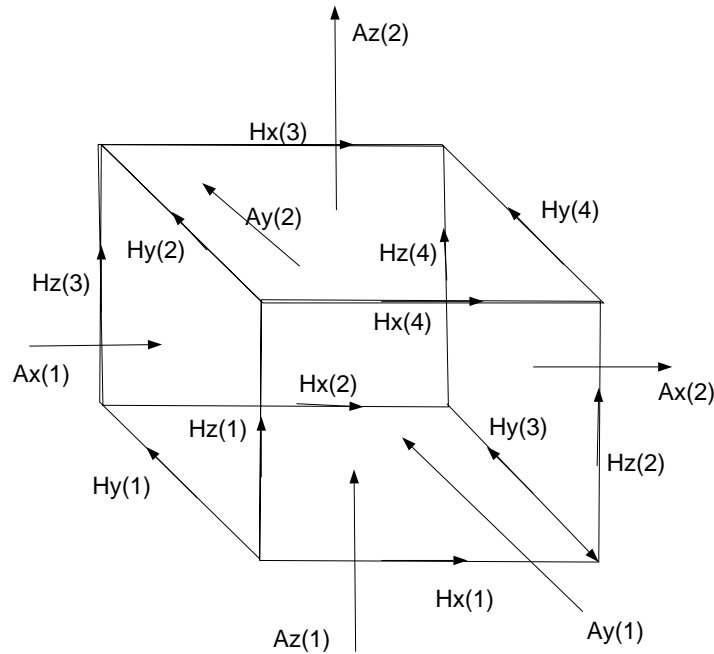 Az(2)
Hx(3)
Ay(2)
Hy(4)
Hy(2)
Hz(4)
Hz(3)
Hx(4)
Ax(1)
Hx(2)
Ax(2)
Hz(1)
Hy(3)
Hz(2)
Hy(1)
Hx(1)
Ay(1)
Az(1)